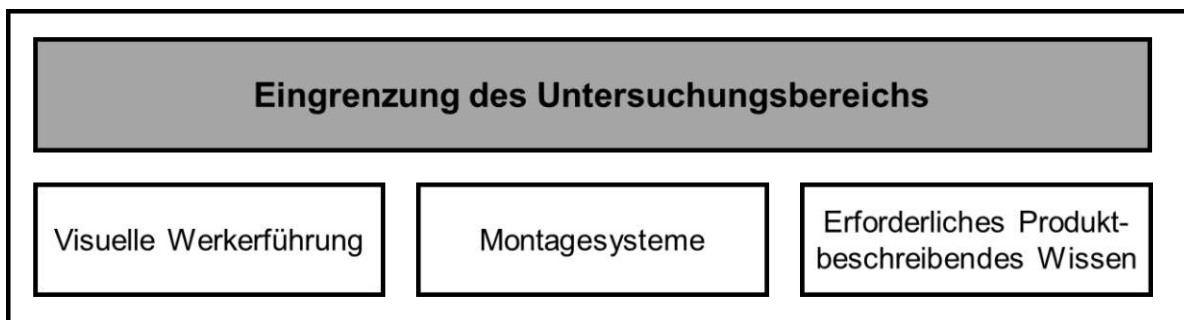 Eingrenzung des Untersuchungsbereichs
Visuelle Werkerführung
Montagesysteme
Erforderliches Produkt-
beschreibendes Wissen